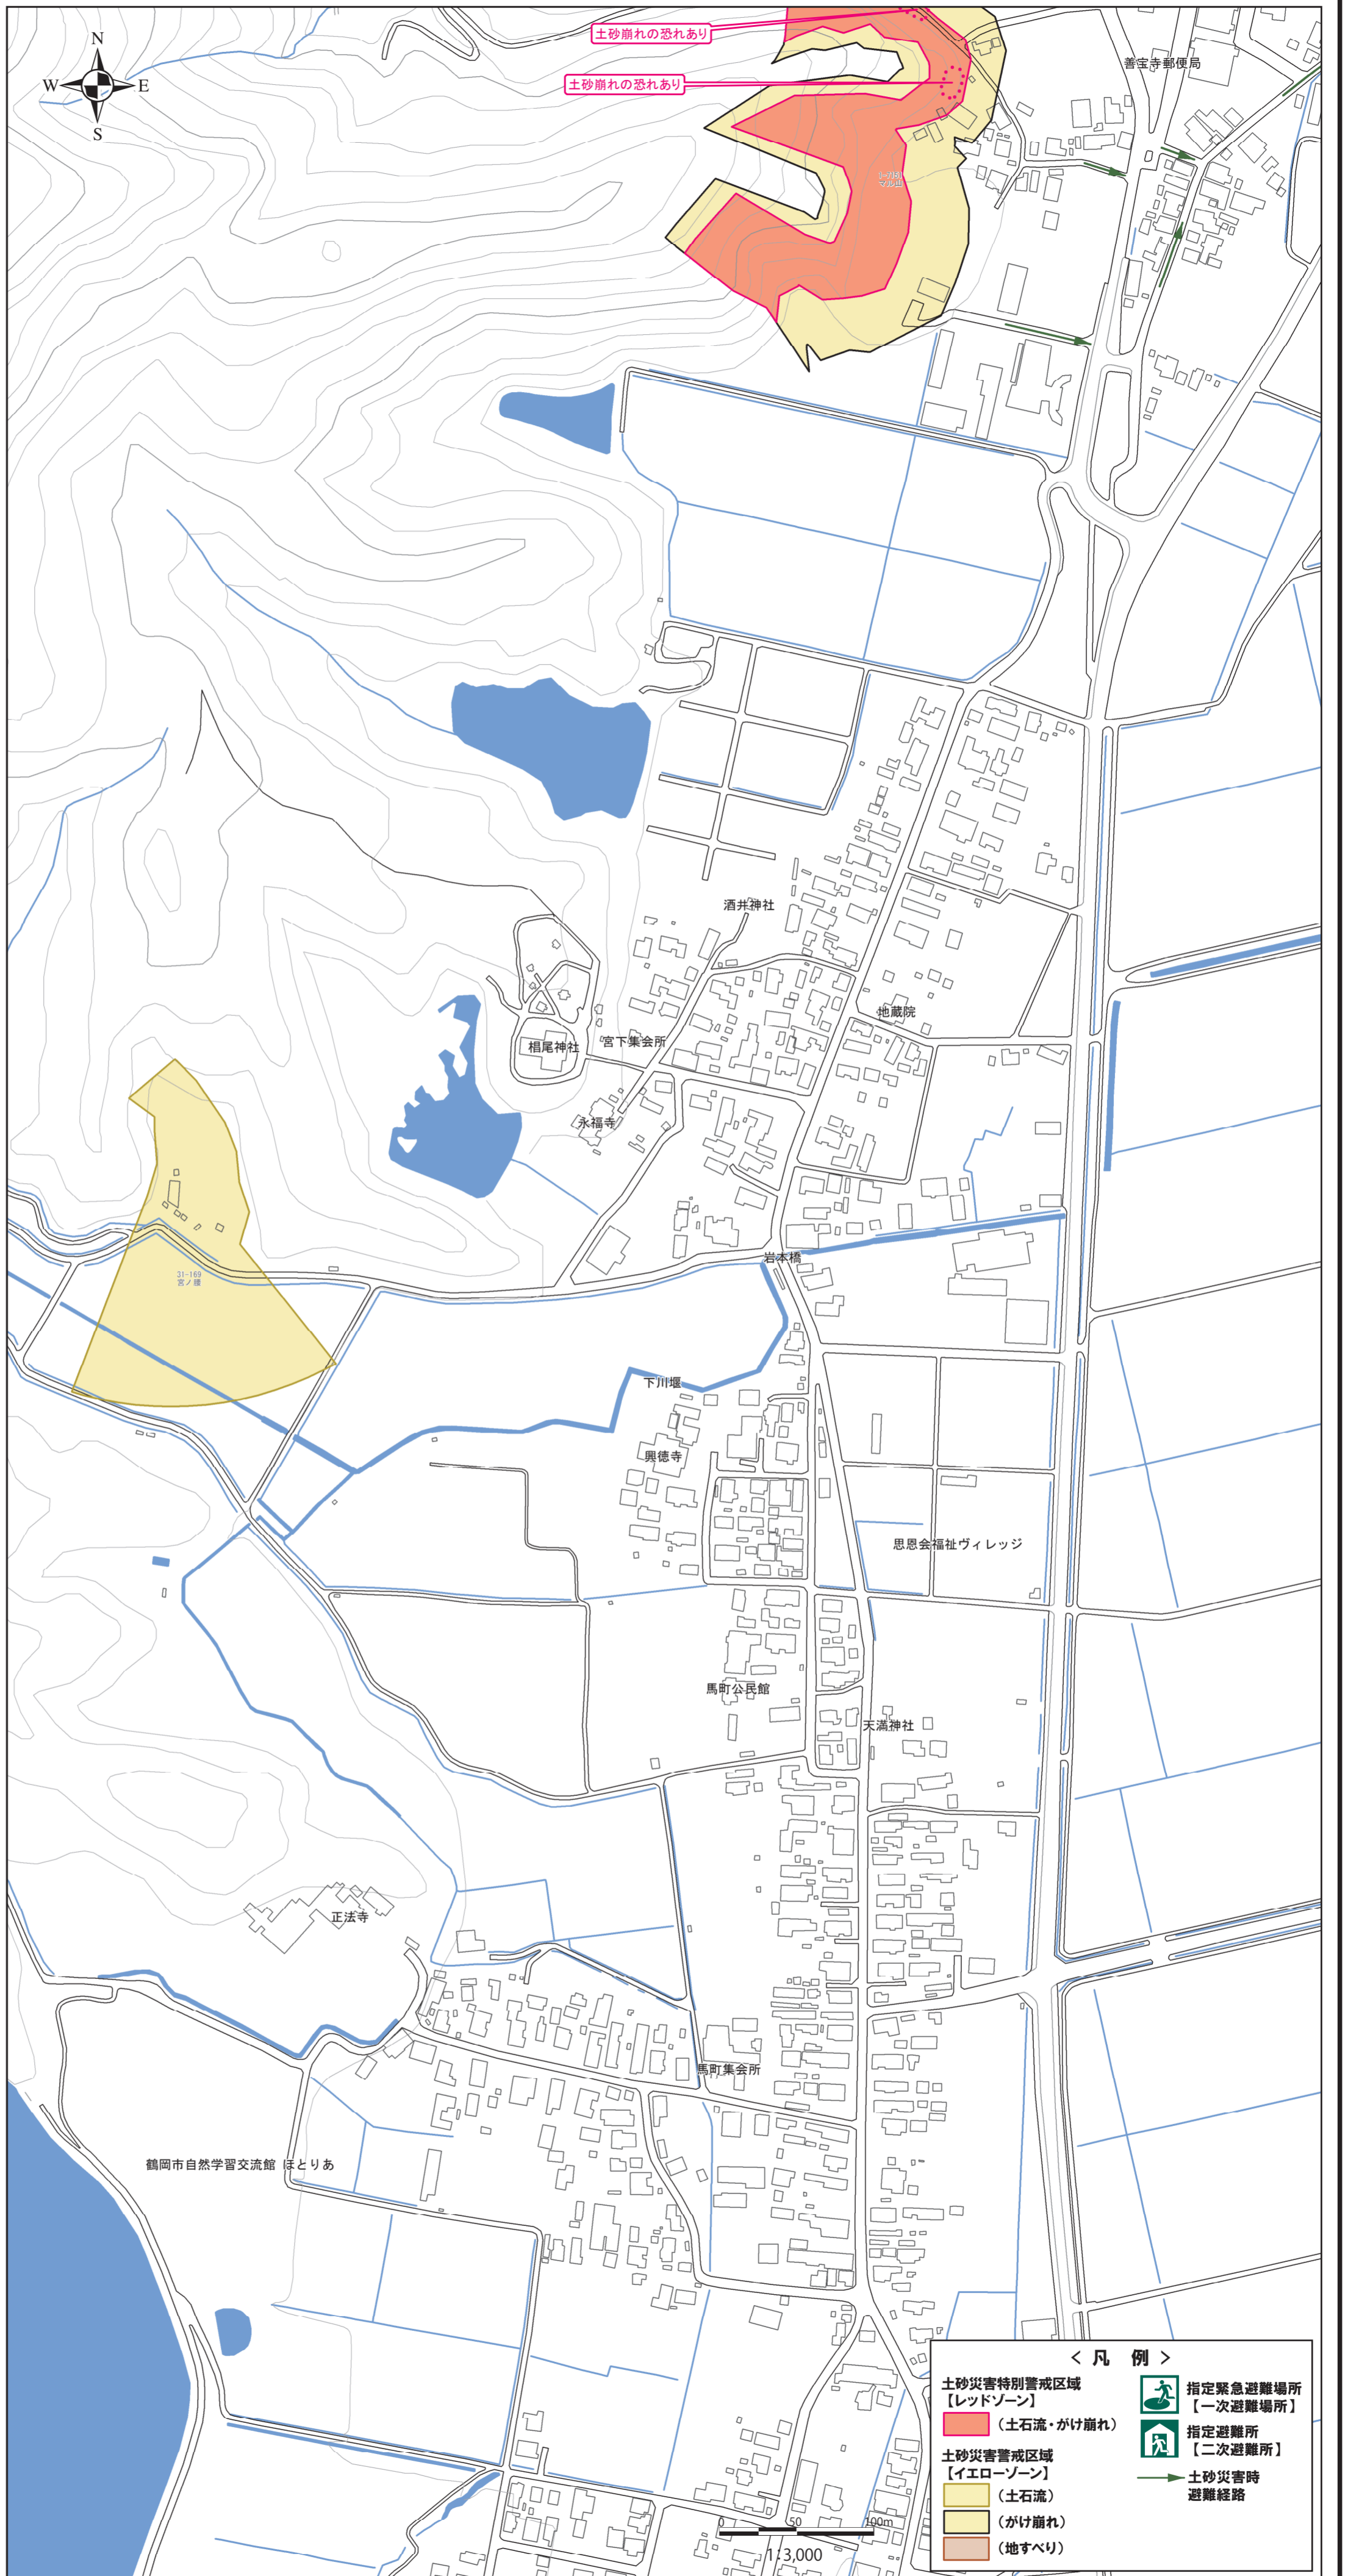 N
W
E
S
土砂崩れの恐れあり
土砂崩れの恐れあり
善宝寺郵便局
酒井神社
地蔵院
椙尾神社
宮下集会所
永福寺
岩本橋
31-169
宮ノ腰
下川堰
興徳寺
思恩会福祉ヴィレッジ
馬町公民館
天満神社
正法寺
馬町集会所
鶴岡市自然学習交流館 ほとりあ
0
50
100m
1:3,000
<凡 例>
土砂災害特別警戒区域
【レッドゾーン】
(土石流・がけ崩れ)
土砂災害警戒区域
【イエローゾーン】
(土石流)
(がけ崩れ)
(地すべり)
指定緊急避難場所
【一次避難場所】
指定避難所
【二次避難所】
土砂災害時
避難経路